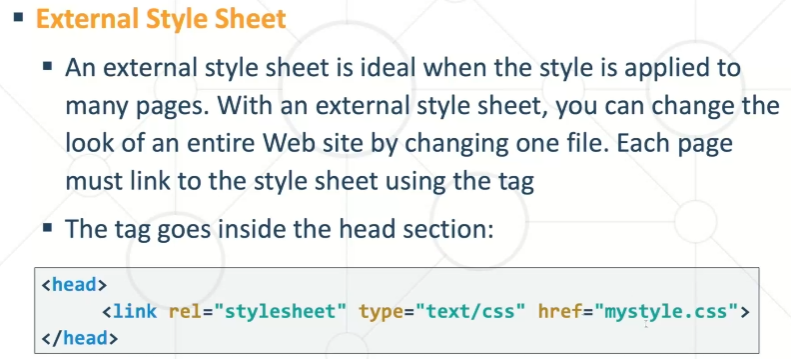 External Style Sheet
An external style sheet is ideal when the style is applied to
many pages. With an external style sheet, you can change the
look of an entire Web site by changing one file. Each page
must link to the style sheet using the tag
The tag goes inside the head section:
<head>
<link rel="stylesheet" type="text/css" href="mystyle.css">
</head>